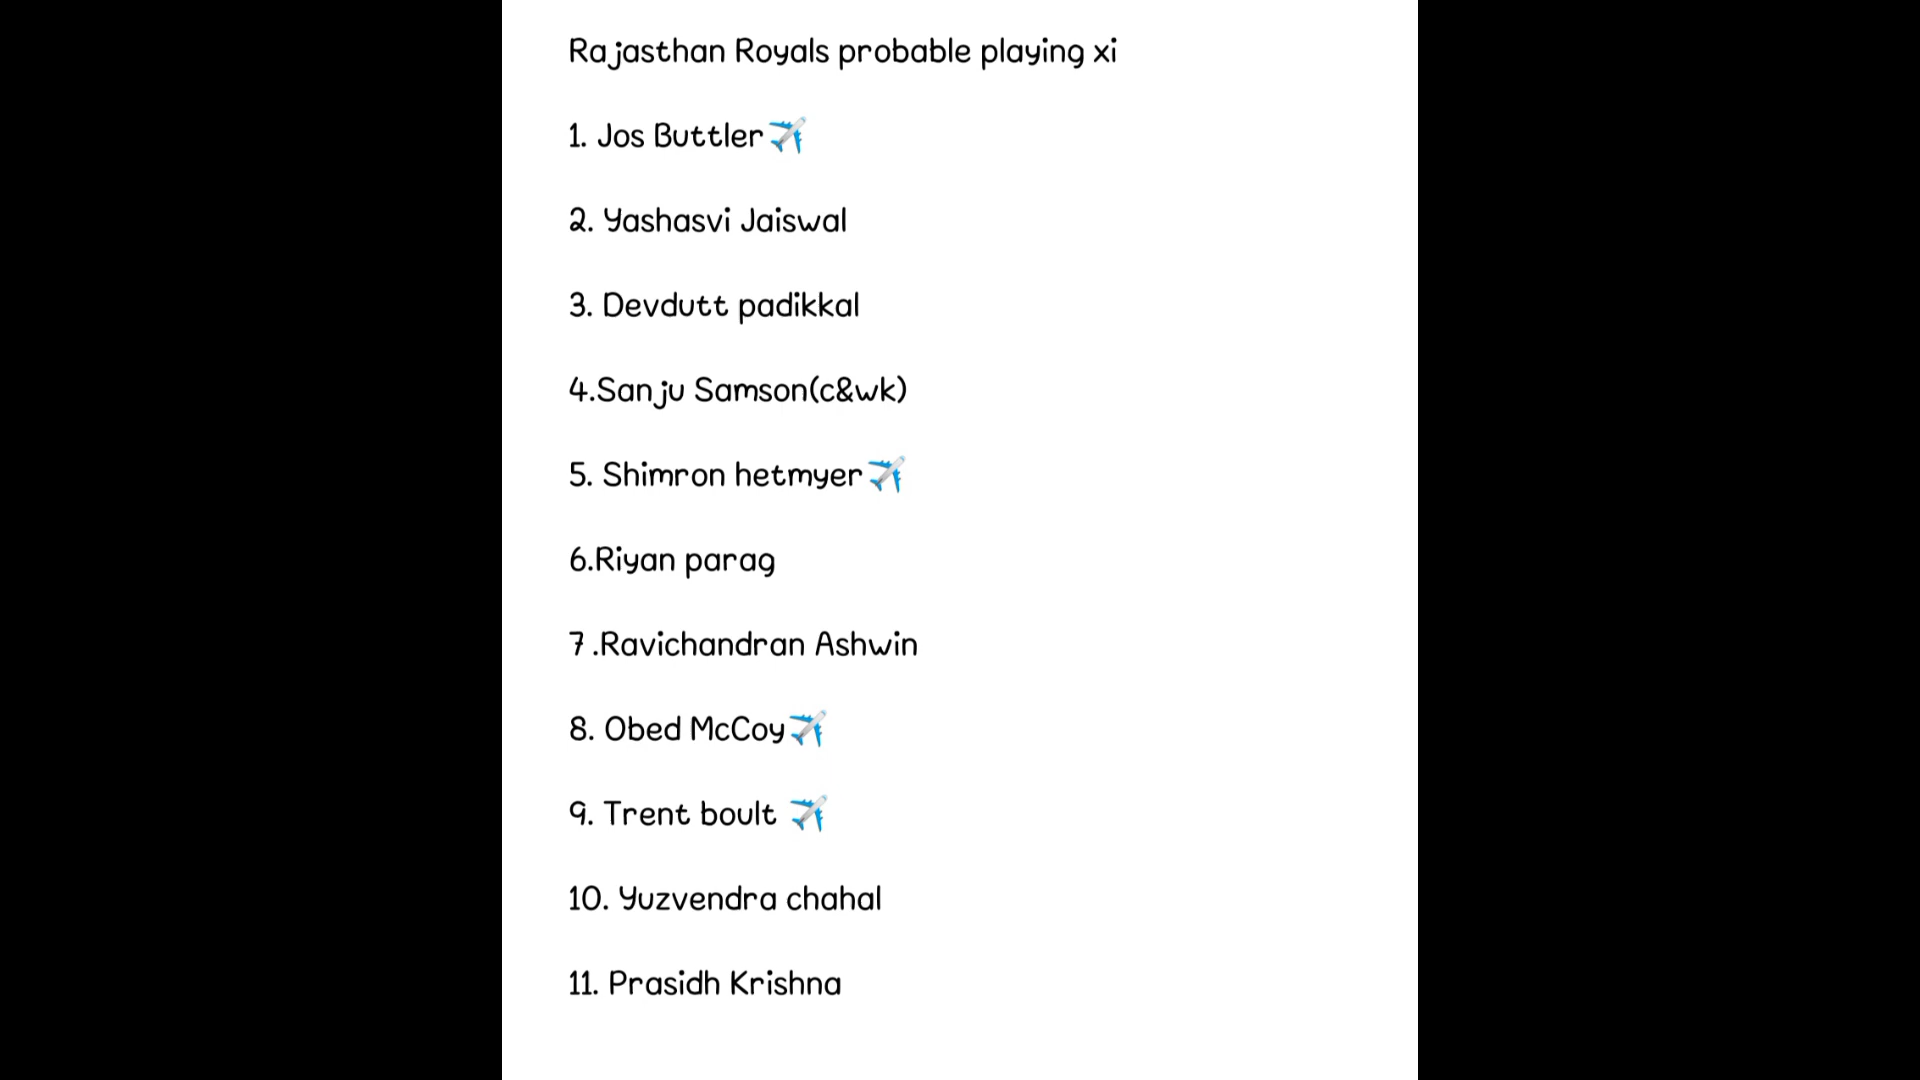 Rajasthan Royals probable playing xi
1. Jos Buttler✈️
2. Yashasvi Jaiswal
3. Devdutt padikkal
4.Sanju Samson(c&wk)
5. Shimron hetmyer✈️
6.Riyan parag
7 .Ravichandran Ashwin
8. Obed McCoy✈️
9. Trent boult ✈️
10. Yuzvendra chahal
11. Prasidh Krishna